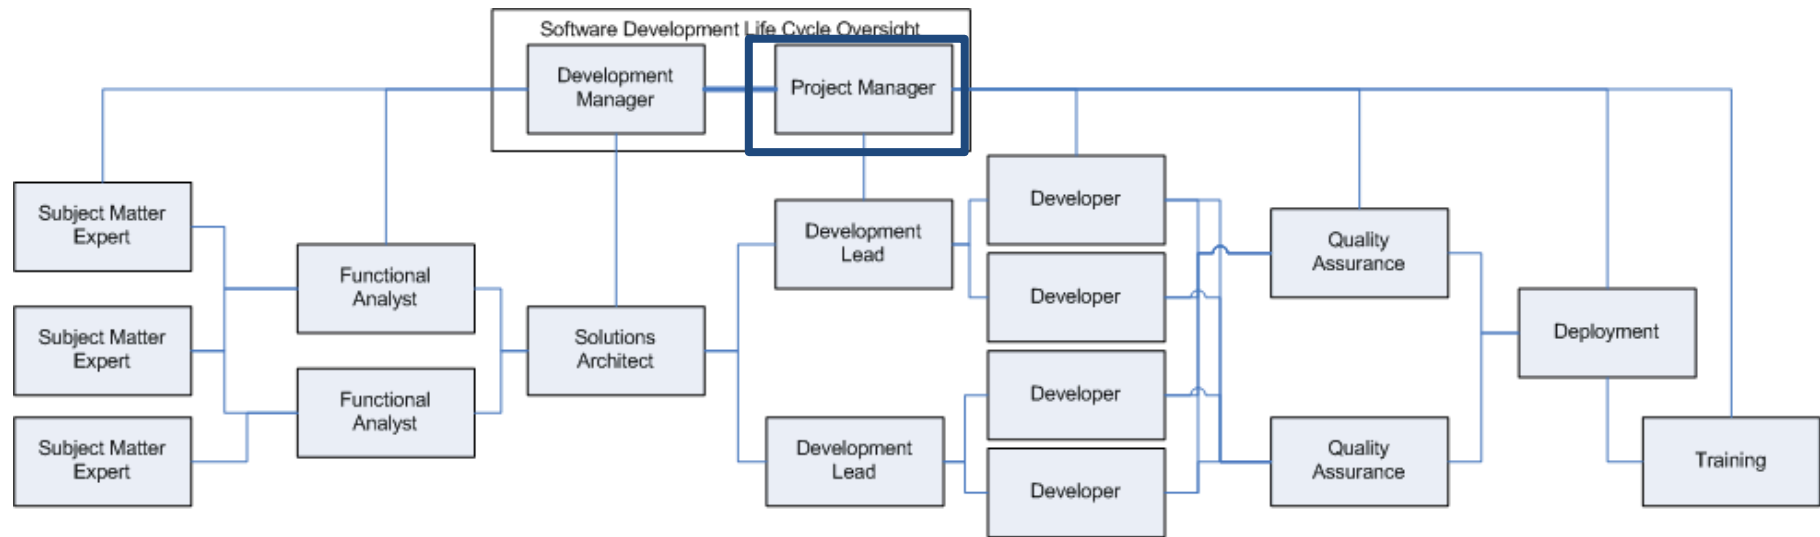 Software Development Life Cycle Oversight
Development
Manager
Project Manager
Subject Matter
Expert
Subject Matter
Expert
Subject Matter
Expert
Functional
Analyst
Functional
Analyst
Solutions
Architect
Development
Lead
Development
Lead
Developer
Developer
Developer
Developer
Quality
Assurance
Quality
Assurance
Deployment
Training